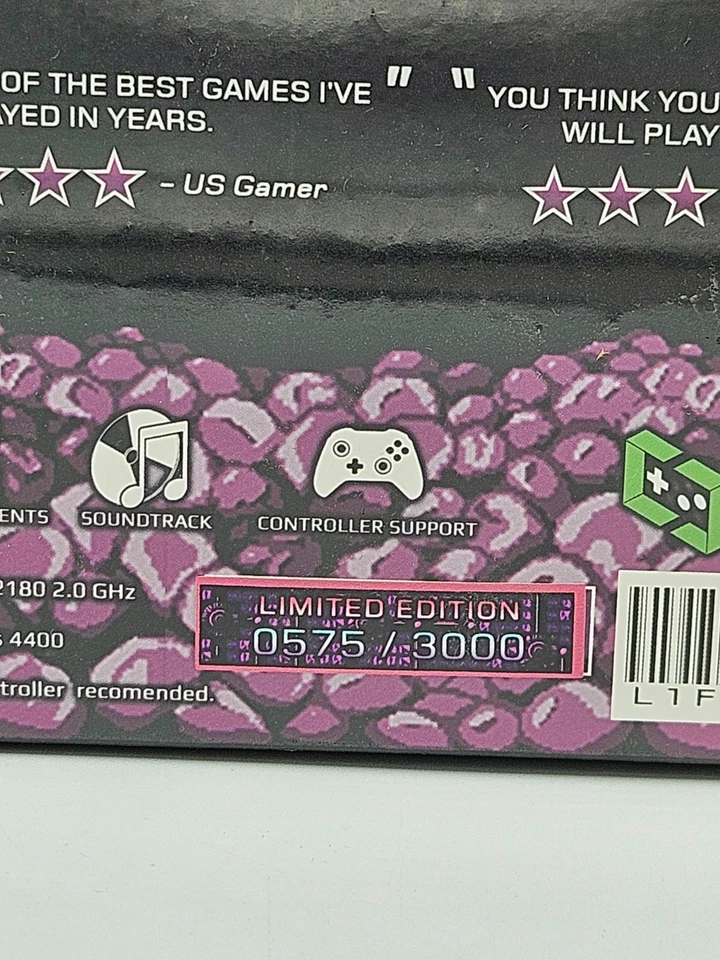 OF THE BEST GAMES I'VE "
AYED IN YEARS.
– US Gamer
" YOU THINK YOU
WILL PLAY
ENTS
SOUNDTRACK
CONTROLLER SUPPORT
2180 2.0 GHz
4400
troller recomended.
LIMITED EDITION
0575 / 3000
L1F